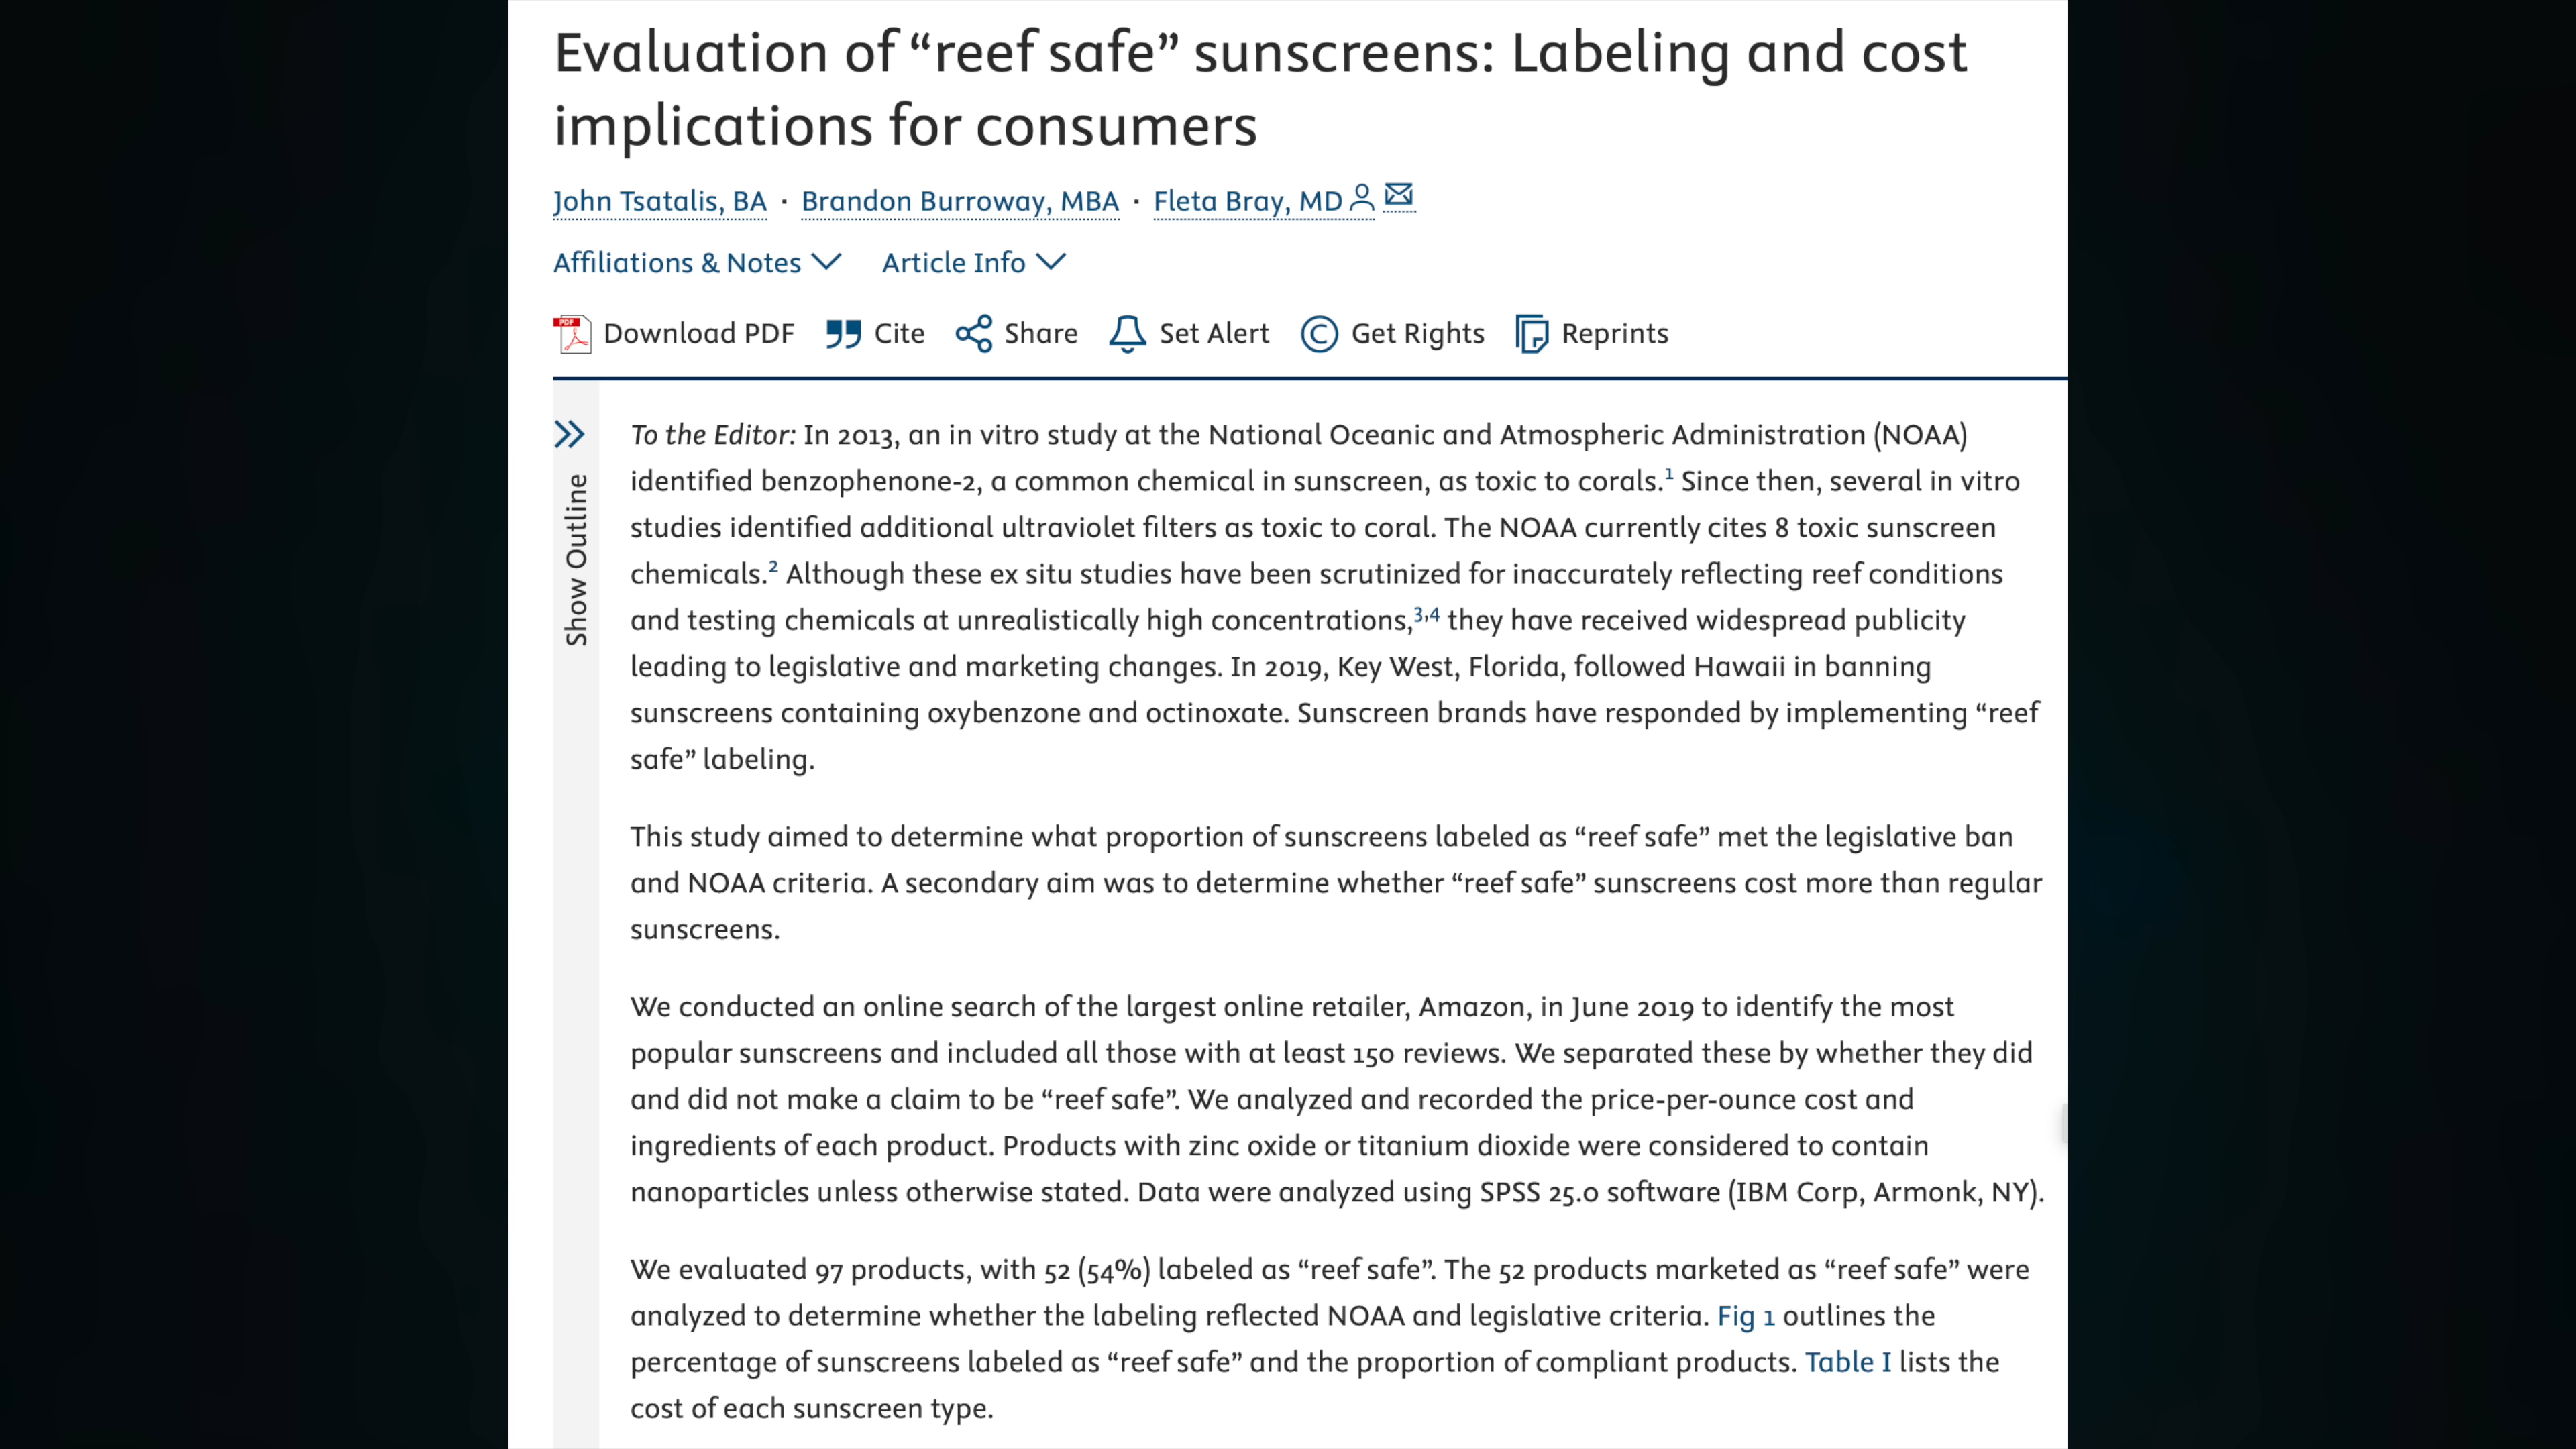 Evaluation of “reef safe” sunscreens: Labeling and cost
implications for consumers
John Tsatalis, BA · Brandon Burroway, MBA · Fleta Bray, MD
Affiliations & Notes Article Info
PDF Download PDF Cite Share Set Alert Get Rights Reprints
Show Outline
To the Editor: In 2013, an in vitro study at the National Oceanic and Atmospheric Administration (NOAA)
identified benzophenone-2, a common chemical in sunscreen, as toxic to corals.1 Since then, several in vitro
studies identified additional ultraviolet filters as toxic to coral. The NOAA currently cites 8 toxic sunscreen
chemicals.2 Although these ex situ studies have been scrutinized for inaccurately reflecting reef conditions
and testing chemicals at unrealistically high concentrations,3,4 they have received widespread publicity
leading to legislative and marketing changes. In 2019, Key West, Florida, followed Hawaii in banning
sunscreens containing oxybenzone and octinoxate. Sunscreen brands have responded by implementing “reef
safe” labeling.
This study aimed to determine what proportion of sunscreens labeled as “reef safe” met the legislative ban
and NOAA criteria. A secondary aim was to determine whether “reef safe” sunscreens cost more than regular
sunscreens.
We conducted an online search of the largest online retailer, Amazon, in June 2019 to identify the most
popular sunscreens and included all those with at least 150 reviews. We separated these by whether they did
and did not make a claim to be “reef safe”. We analyzed and recorded the price-per-ounce cost and
ingredients of each product. Products with zinc oxide or titanium dioxide were considered to contain
nanoparticles unless otherwise stated. Data were analyzed using SPSS 25.0 software (IBM Corp, Armonk, NY).
We evaluated 97 products, with 52 (54%) labeled as “reef safe”. The 52 products marketed as “reef safe” were
analyzed to determine whether the labeling reflected NOAA and legislative criteria. Fig 1 outlines the
percentage of sunscreens labeled as “reef safe” and the proportion of compliant products. Table I lists the
cost of each sunscreen type.